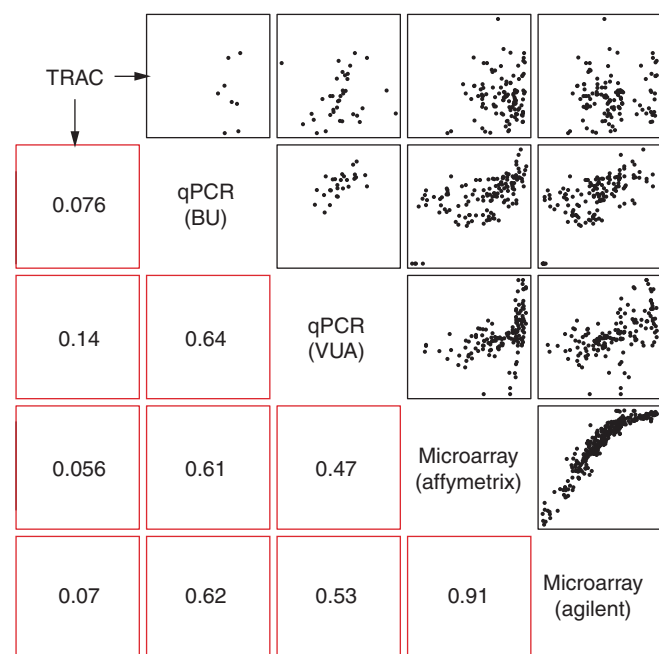 TRAC
0.076
qPCR
(BU)
0.14
0.64
qPCR
(VUA)
0.056
0.61
0.47
Microarray
(affymetrix)
0.07
0.62
0.53
0.91
Microarray
(agilent)